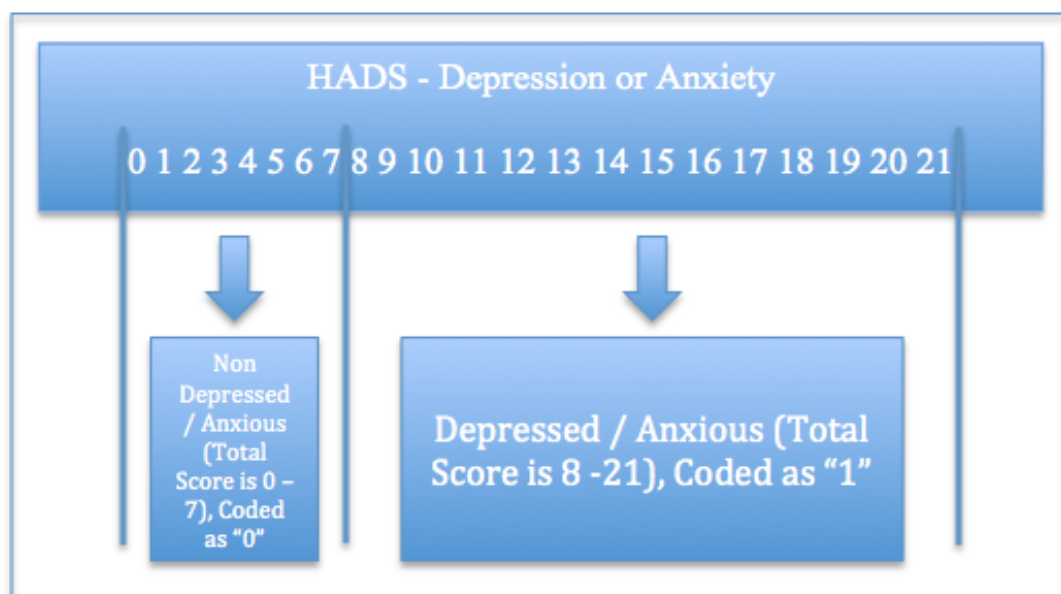 HADS - Depression or Anxiety
0 1 2 3 4 5 6 7 8 9 10 11 12 13 14 15 16 17 18 19 20 21
Non
Depressed
/ Anxious
(Total
Score is 0 –
7), Coded
as “0”
Depressed / Anxious (Total
Score is 8 -21), Coded as “1”